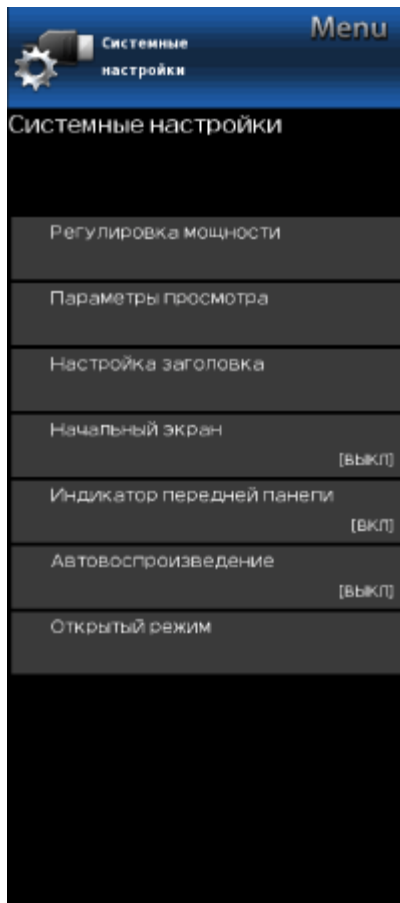 Menu
Системные
настройки
Системные настройки
Регулировка мощности
Параметры просмотра
Настройка заголовка
Начальный экран
[ВЫКЛ]
Индикатор передней панели
[ВКЛ]
Автовоспроизведение
[ВЫКЛ]
Открытый режим